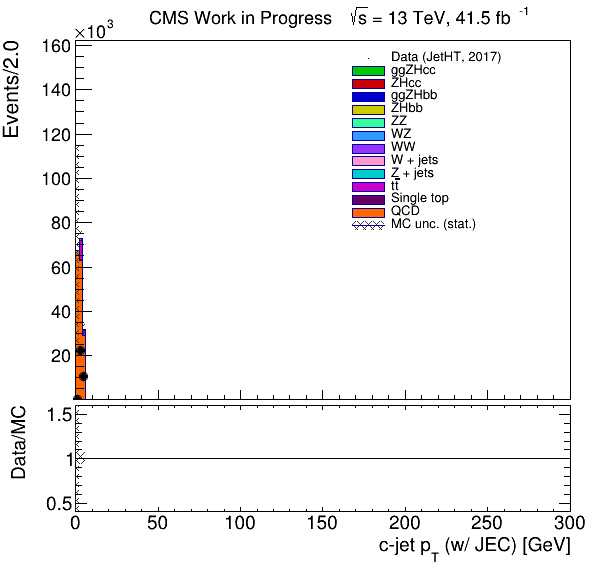 CMS Work in Progress √s = 13 TeV, 41.5 fb⁻¹
×10³
Events/2.0
160
140
120
100
80
60
40
20
Data (JetHT, 2017)
ggZHcc
ZHcc
ggZHbb
ZHbb
ZZ
WZ
WW
W + jets
Z + jets
tt̅
Single top
QCD
MC unc. (stat.)
Data/MC
1.5
1
0.5
0 50 100 150 200 250 300
c-jet p_T (w/ JEC) [GeV]